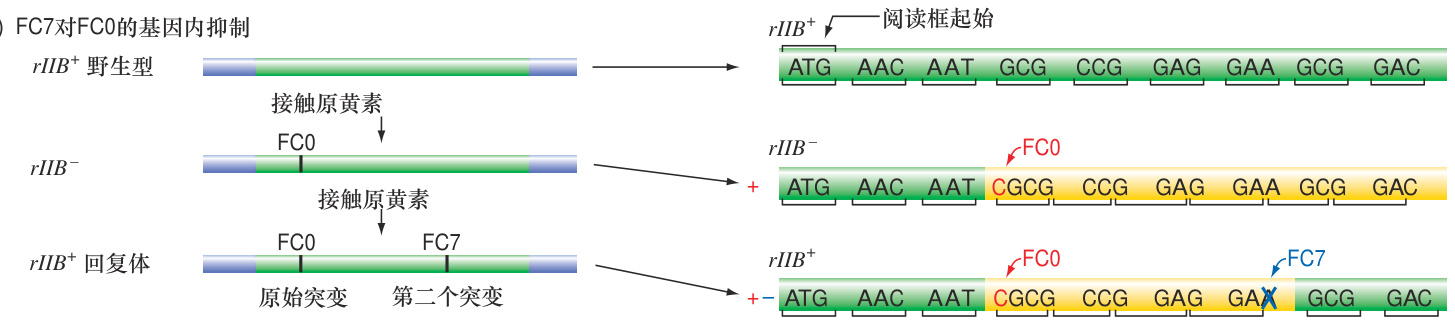 ) FC7对FC0的基因内抑制
rIIB+ 野生型
接触原黄素
FC0
rIIB−
接触原黄素
FC0 FC7
rIIB+ 回复体
原始突变 第二个突变
rIIB+ 阅读框起始
ATG AAC AAT GCG CCG GAG GAA GCG GAC
rIIB− FC0
+ ATG AAC AAT CGCG CCG GAG GAA GCG GAC
rIIB+ FC0 FC7
+− ATG AAC AAT CGCG CCG GAG GAA GCG GAC